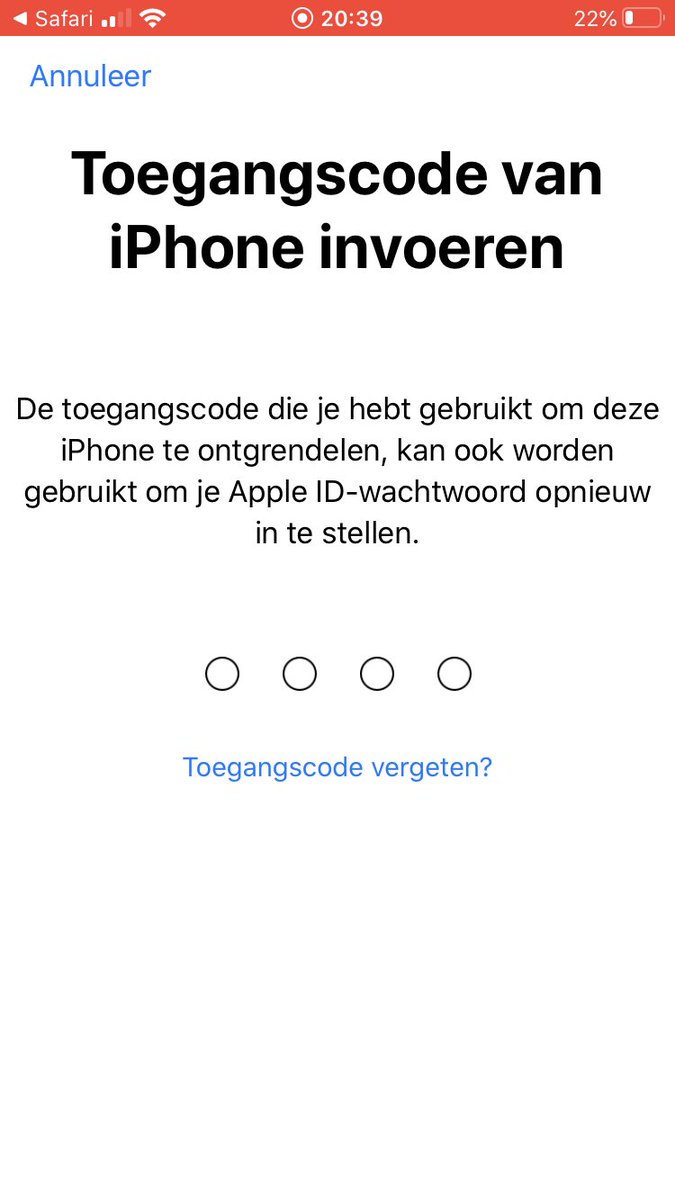 Safari 20:39 22%
Annuleer
Toegangscode van
iPhone invoeren
De toegangscode die je hebt gebruikt om deze
iPhone te ontgrendelen, kan ook worden
gebruikt om je Apple ID-wachtwoord opnieuw
in te stellen.
Toegangscode vergeten?